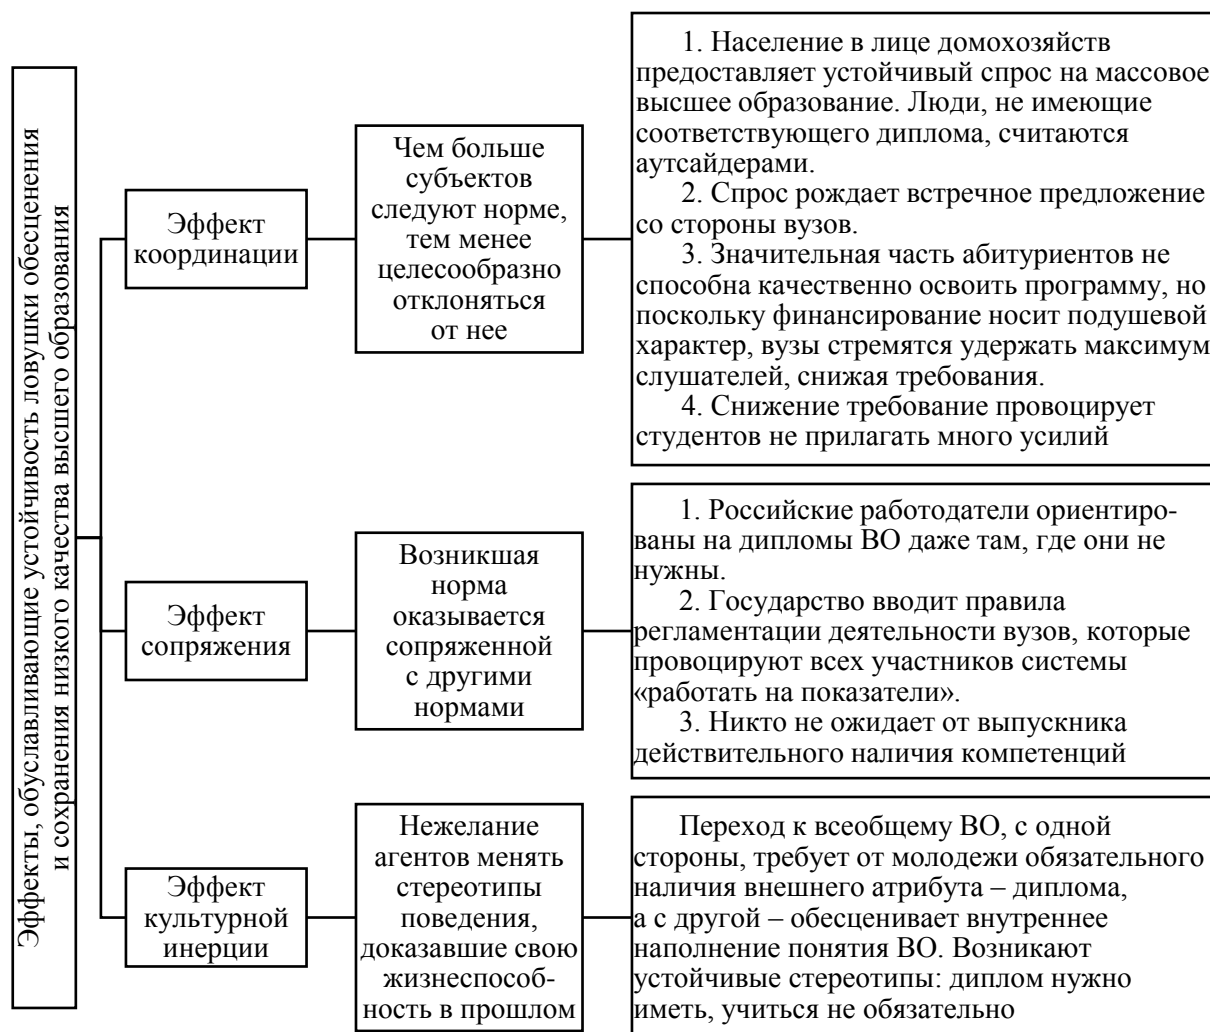 Эффекты, обуславливающие устойчивость ловушки обесценения
и сохранения низкого качества высшего образования
Эффект
координации
Чем больше
субъектов
следуют норме,
тем менее
целесообразно
отклоняться
от нее
1. Население в лице домохозяйств
предоставляет устойчивый спрос на массовое
высшее образование. Люди, не имеющие
соответствующего диплома, считаются
аутсайдерами.
2. Спрос рождает встречное предложение
со стороны вузов.
3. Значительная часть абитуриентов не
способна качественно освоить программу, но
поскольку финансирование носит подушевой
характер, вузы стремятся удержать максимум
слушателей, снижая требования.
4. Снижение требование провоцирует
студентов не прилагать много усилий
Эффект
сопряжения
Возникшая
норма
оказывается
сопряженной
с другими
нормами
1. Российские работодатели ориентиро-
ваны на дипломы ВО даже там, где они не
нужны.
2. Государство вводит правила
регламентации деятельности вузов, которые
провоцируют всех участников системы
«работать на показатели».
3. Никто не ожидает от выпускника
действительного наличия компетенций
Эффект
культурной
инерции
Нежелание
агентов менять
стереотипы
поведения,
доказавшие свою
жизнеспособ-
ность в прошлом
Переход к всеобщему ВО, с одной
стороны, требует от молодежи обязательного
наличия внешнего атрибута – диплома,
а с другой – обесценивает внутреннее
наполнение понятия ВО. Возникают
устойчивые стереотипы: диплом нужно
иметь, учиться не обязательно